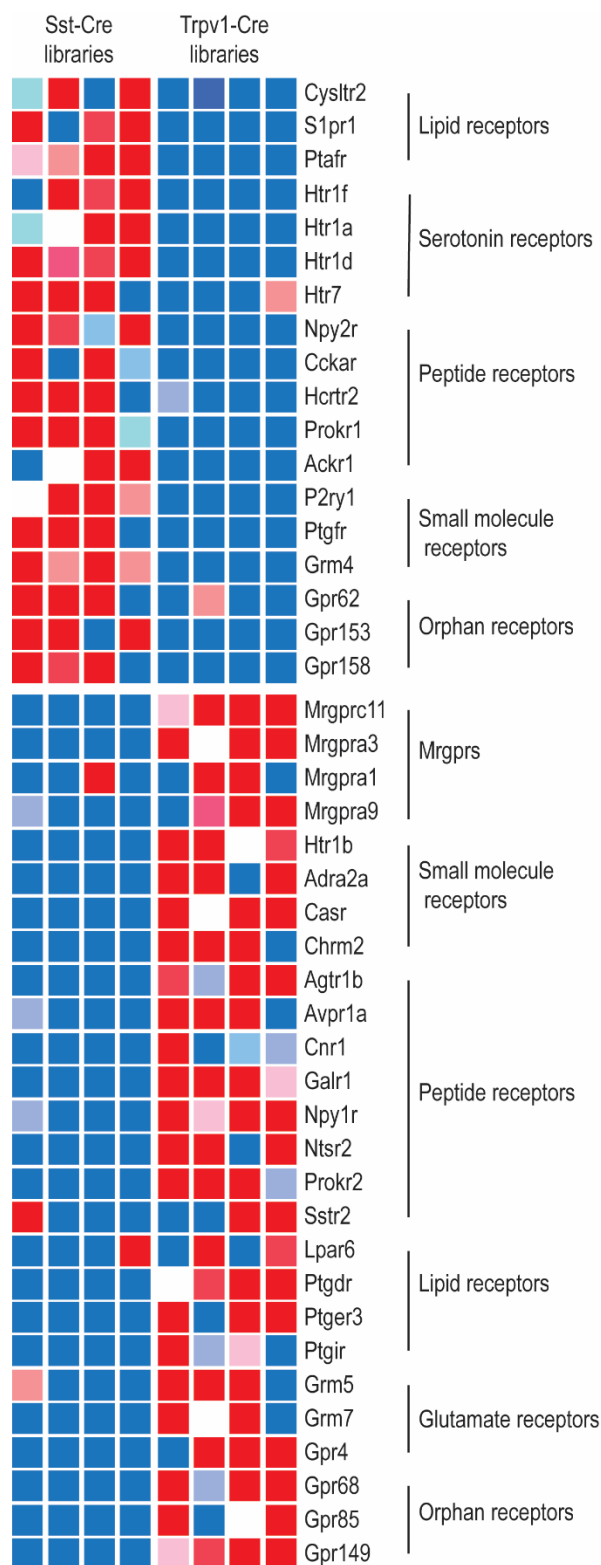 Sst-Cre
libraries
Trpv1-Cre
libraries
Cysltr2
S1pr1
Ptafr
Lipid receptors
Htr1f
Htr1a
Htr1d
Htr7
Serotonin receptors
Npy2r
Cckar
Hcrtr2
Prokr1
Ackr1
Peptide receptors
P2ry1
Ptgfr
Grm4
Small molecule
receptors
Gpr62
Gpr153
Gpr158
Orphan receptors
Mrgprc11
Mrgpra3
Mrgpra1
Mrgpra9
Mrgprs
Htr1b
Adra2a
Casr
Chrm2
Small molecule
receptors
Agtr1b
Avpr1a
Cnr1
Galr1
Npy1r
Ntsr2
Prokr2
Sstr2
Peptide receptors
Lpar6
Ptgdr
Ptger3
Ptgir
Lipid receptors
Grm5
Grm7
Gpr4
Glutamate receptors
Gpr68
Gpr85
Gpr149
Orphan receptors